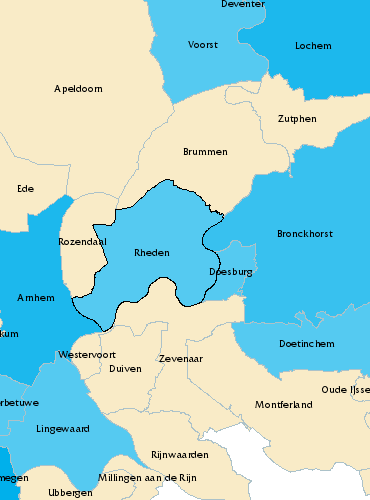 Deventer
Voorst
Lochem
Apeldoorn
Zutphen
Brummen
Ede
Bronckhorst
Rozendaal
Rheden
Doesburg
Arnhem
kum
Doetinchem
Westervoort
Zevenaar
Duiven
Oude IJsse
rbetuwe
Montferland
Lingewaard
Rijnwaarden
megen
Millingen aan de Rijn
Ubbergen